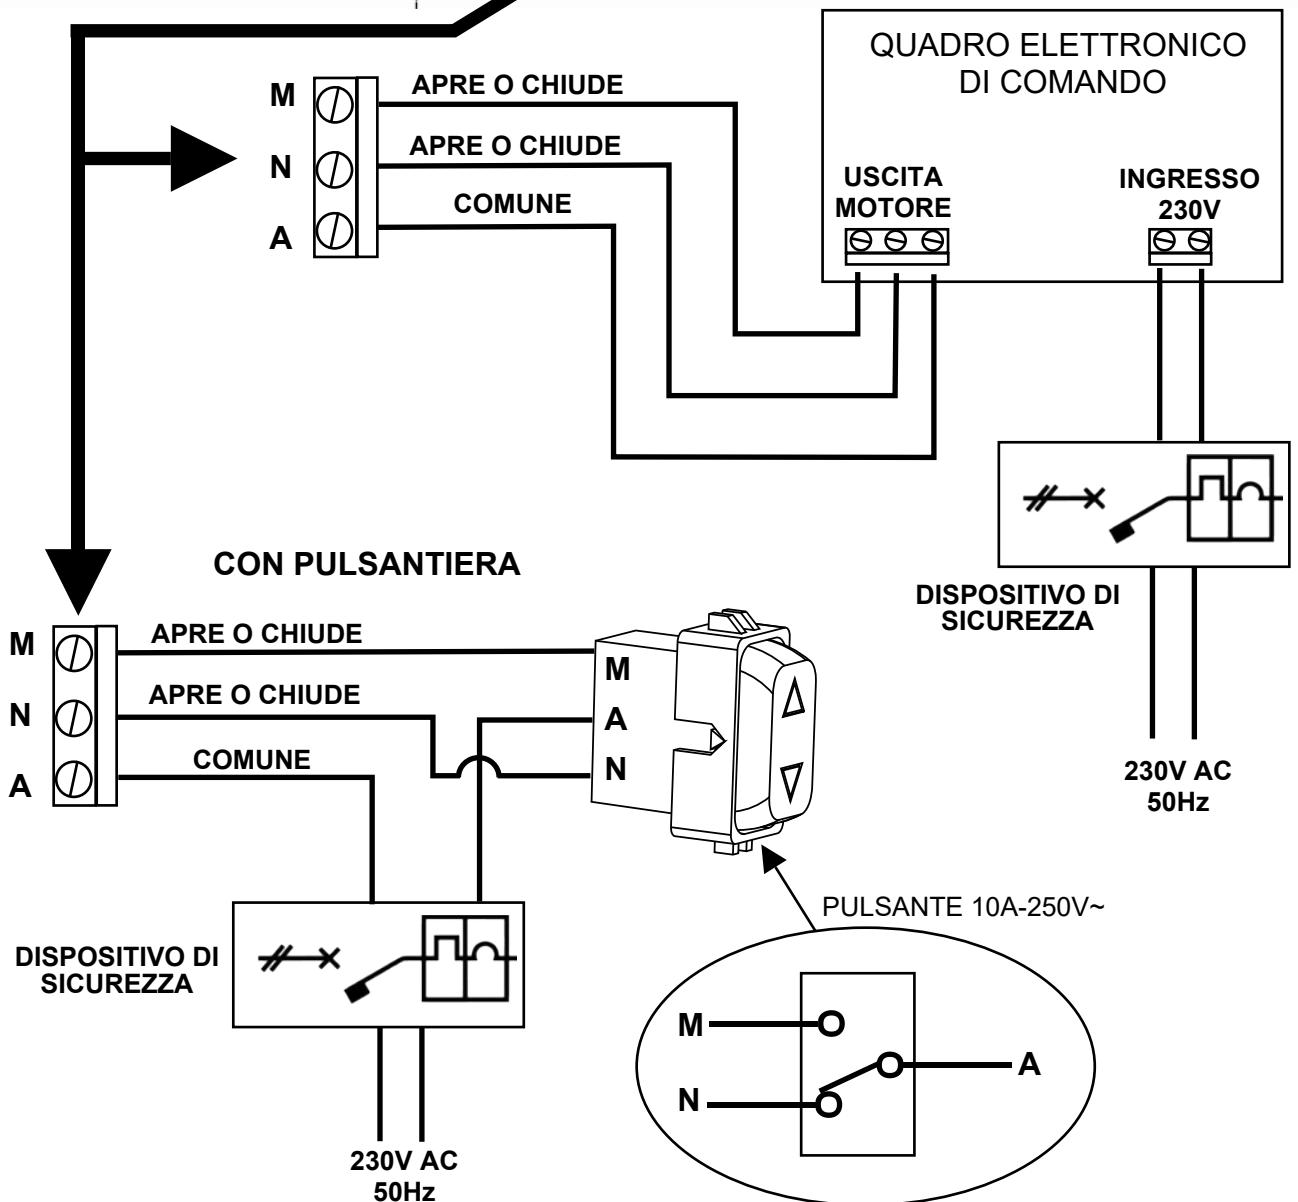 QUADRO ELETTRONICO
DI COMANDO
M
APRE O CHIUDE
N
APRE O CHIUDE
A
COMUNE
USCITA
MOTORE
INGRESSO
230V
DISPOSITIVO DI
SICUREZZA
230V AC
50Hz
CON PULSANTIERA
M
APRE O CHIUDE
N
APRE O CHIUDE
A
COMUNE
M
A
N
DISPOSITIVO DI
SICUREZZA
230V AC
50Hz
PULSANTE 10A-250V~
M
N
A